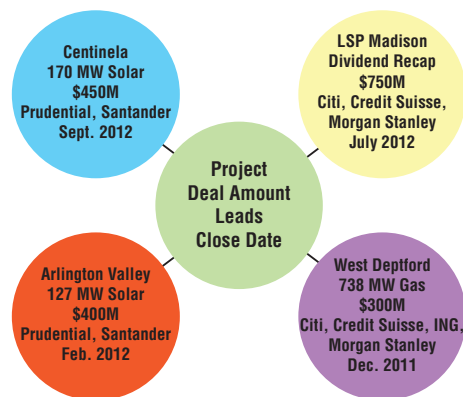 Centinela
170 MW Solar
$450M
Prudential, Santander
Sept. 2012
LSP Madison
Dividend Recap
$750M
Citi, Credit Suisse,
Morgan Stanley
July 2012
Project
Deal Amount
Leads
Close Date
Arlington Valley
127 MW Solar
$400M
Prudential, Santander
Feb. 2012
West Deptford
738 MW Gas
$300M
Citi, Credit Suisse, ING,
Morgan Stanley
Dec. 2011